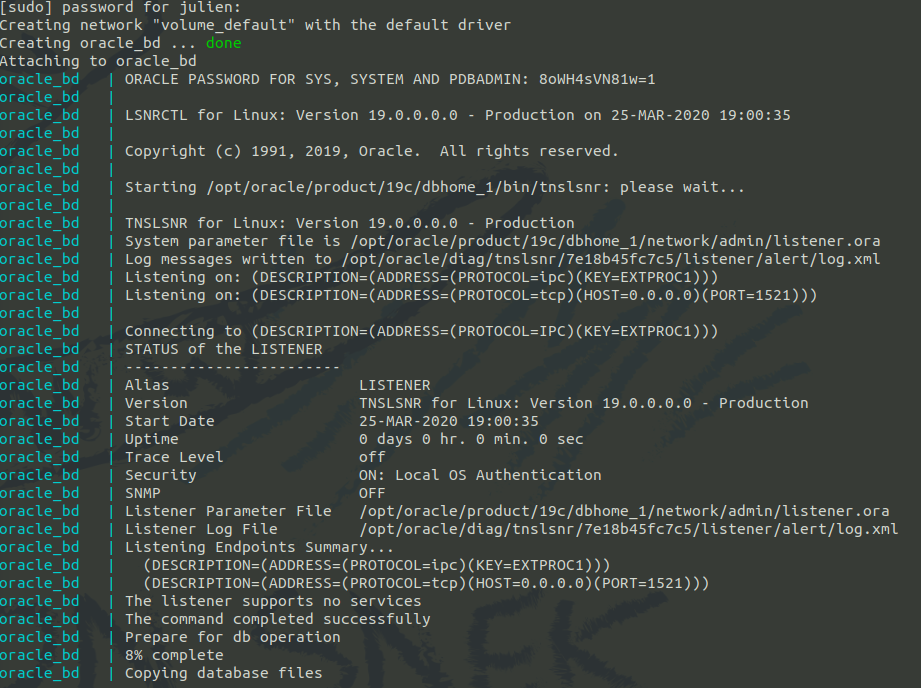 [sudo] password for julien:
Creating network "volume_default" with the default driver
Creating oracle_bd ... done
Attaching to oracle_bd
oracle_bd   | ORACLE PASSWORD FOR SYS, SYSTEM AND PDBADMIN: 8oWH4sVN81w=1
oracle_bd   |
oracle_bd   | LSNRCTL for Linux: Version 19.0.0.0.0 - Production on 25-MAR-2020 19:00:35
oracle_bd   |
oracle_bd   | Copyright (c) 1991, 2019, Oracle.  All rights reserved.
oracle_bd   |
oracle_bd   | Starting /opt/oracle/product/19c/dbhome_1/bin/tnslsnr: please wait...
oracle_bd   |
oracle_bd   | TNSLSNR for Linux: Version 19.0.0.0.0 - Production
oracle_bd   | System parameter file is /opt/oracle/product/19c/dbhome_1/network/admin/listener.ora
oracle_bd   | Log messages written to /opt/oracle/diag/tnslsnr/7e18b45fc7c5/listener/alert/log.xml
oracle_bd   | Listening on: (DESCRIPTION=(ADDRESS=(PROTOCOL=ipc)(KEY=EXTPROC1)))
oracle_bd   | Listening on: (DESCRIPTION=(ADDRESS=(PROTOCOL=tcp)(HOST=0.0.0.0)(PORT=1521)))
oracle_bd   |
oracle_bd   | Connecting to (DESCRIPTION=(ADDRESS=(PROTOCOL=IPC)(KEY=EXTPROC1)))
oracle_bd   | STATUS of the LISTENER
oracle_bd   | ------------------------
oracle_bd   | Alias                     LISTENER
oracle_bd   | Version                   TNSLSNR for Linux: Version 19.0.0.0.0 - Production
oracle_bd   | Start Date                25-MAR-2020 19:00:35
oracle_bd   | Uptime                    0 days 0 hr. 0 min. 0 sec
oracle_bd   | Trace Level               off
oracle_bd   | Security                  ON: Local OS Authentication
oracle_bd   | SNMP                      OFF
oracle_bd   | Listener Parameter File   /opt/oracle/product/19c/dbhome_1/network/admin/listener.ora
oracle_bd   | Listener Log File         /opt/oracle/diag/tnslsnr/7e18b45fc7c5/listener/alert/log.xml
oracle_bd   | Listening Endpoints Summary...
oracle_bd   |   (DESCRIPTION=(ADDRESS=(PROTOCOL=ipc)(KEY=EXTPROC1)))
oracle_bd   |   (DESCRIPTION=(ADDRESS=(PROTOCOL=tcp)(HOST=0.0.0.0)(PORT=1521)))
oracle_bd   | The listener supports no services
oracle_bd   | The command completed successfully
oracle_bd   | Prepare for db operation
oracle_bd   | 8% complete
oracle_bd   | Copying database files